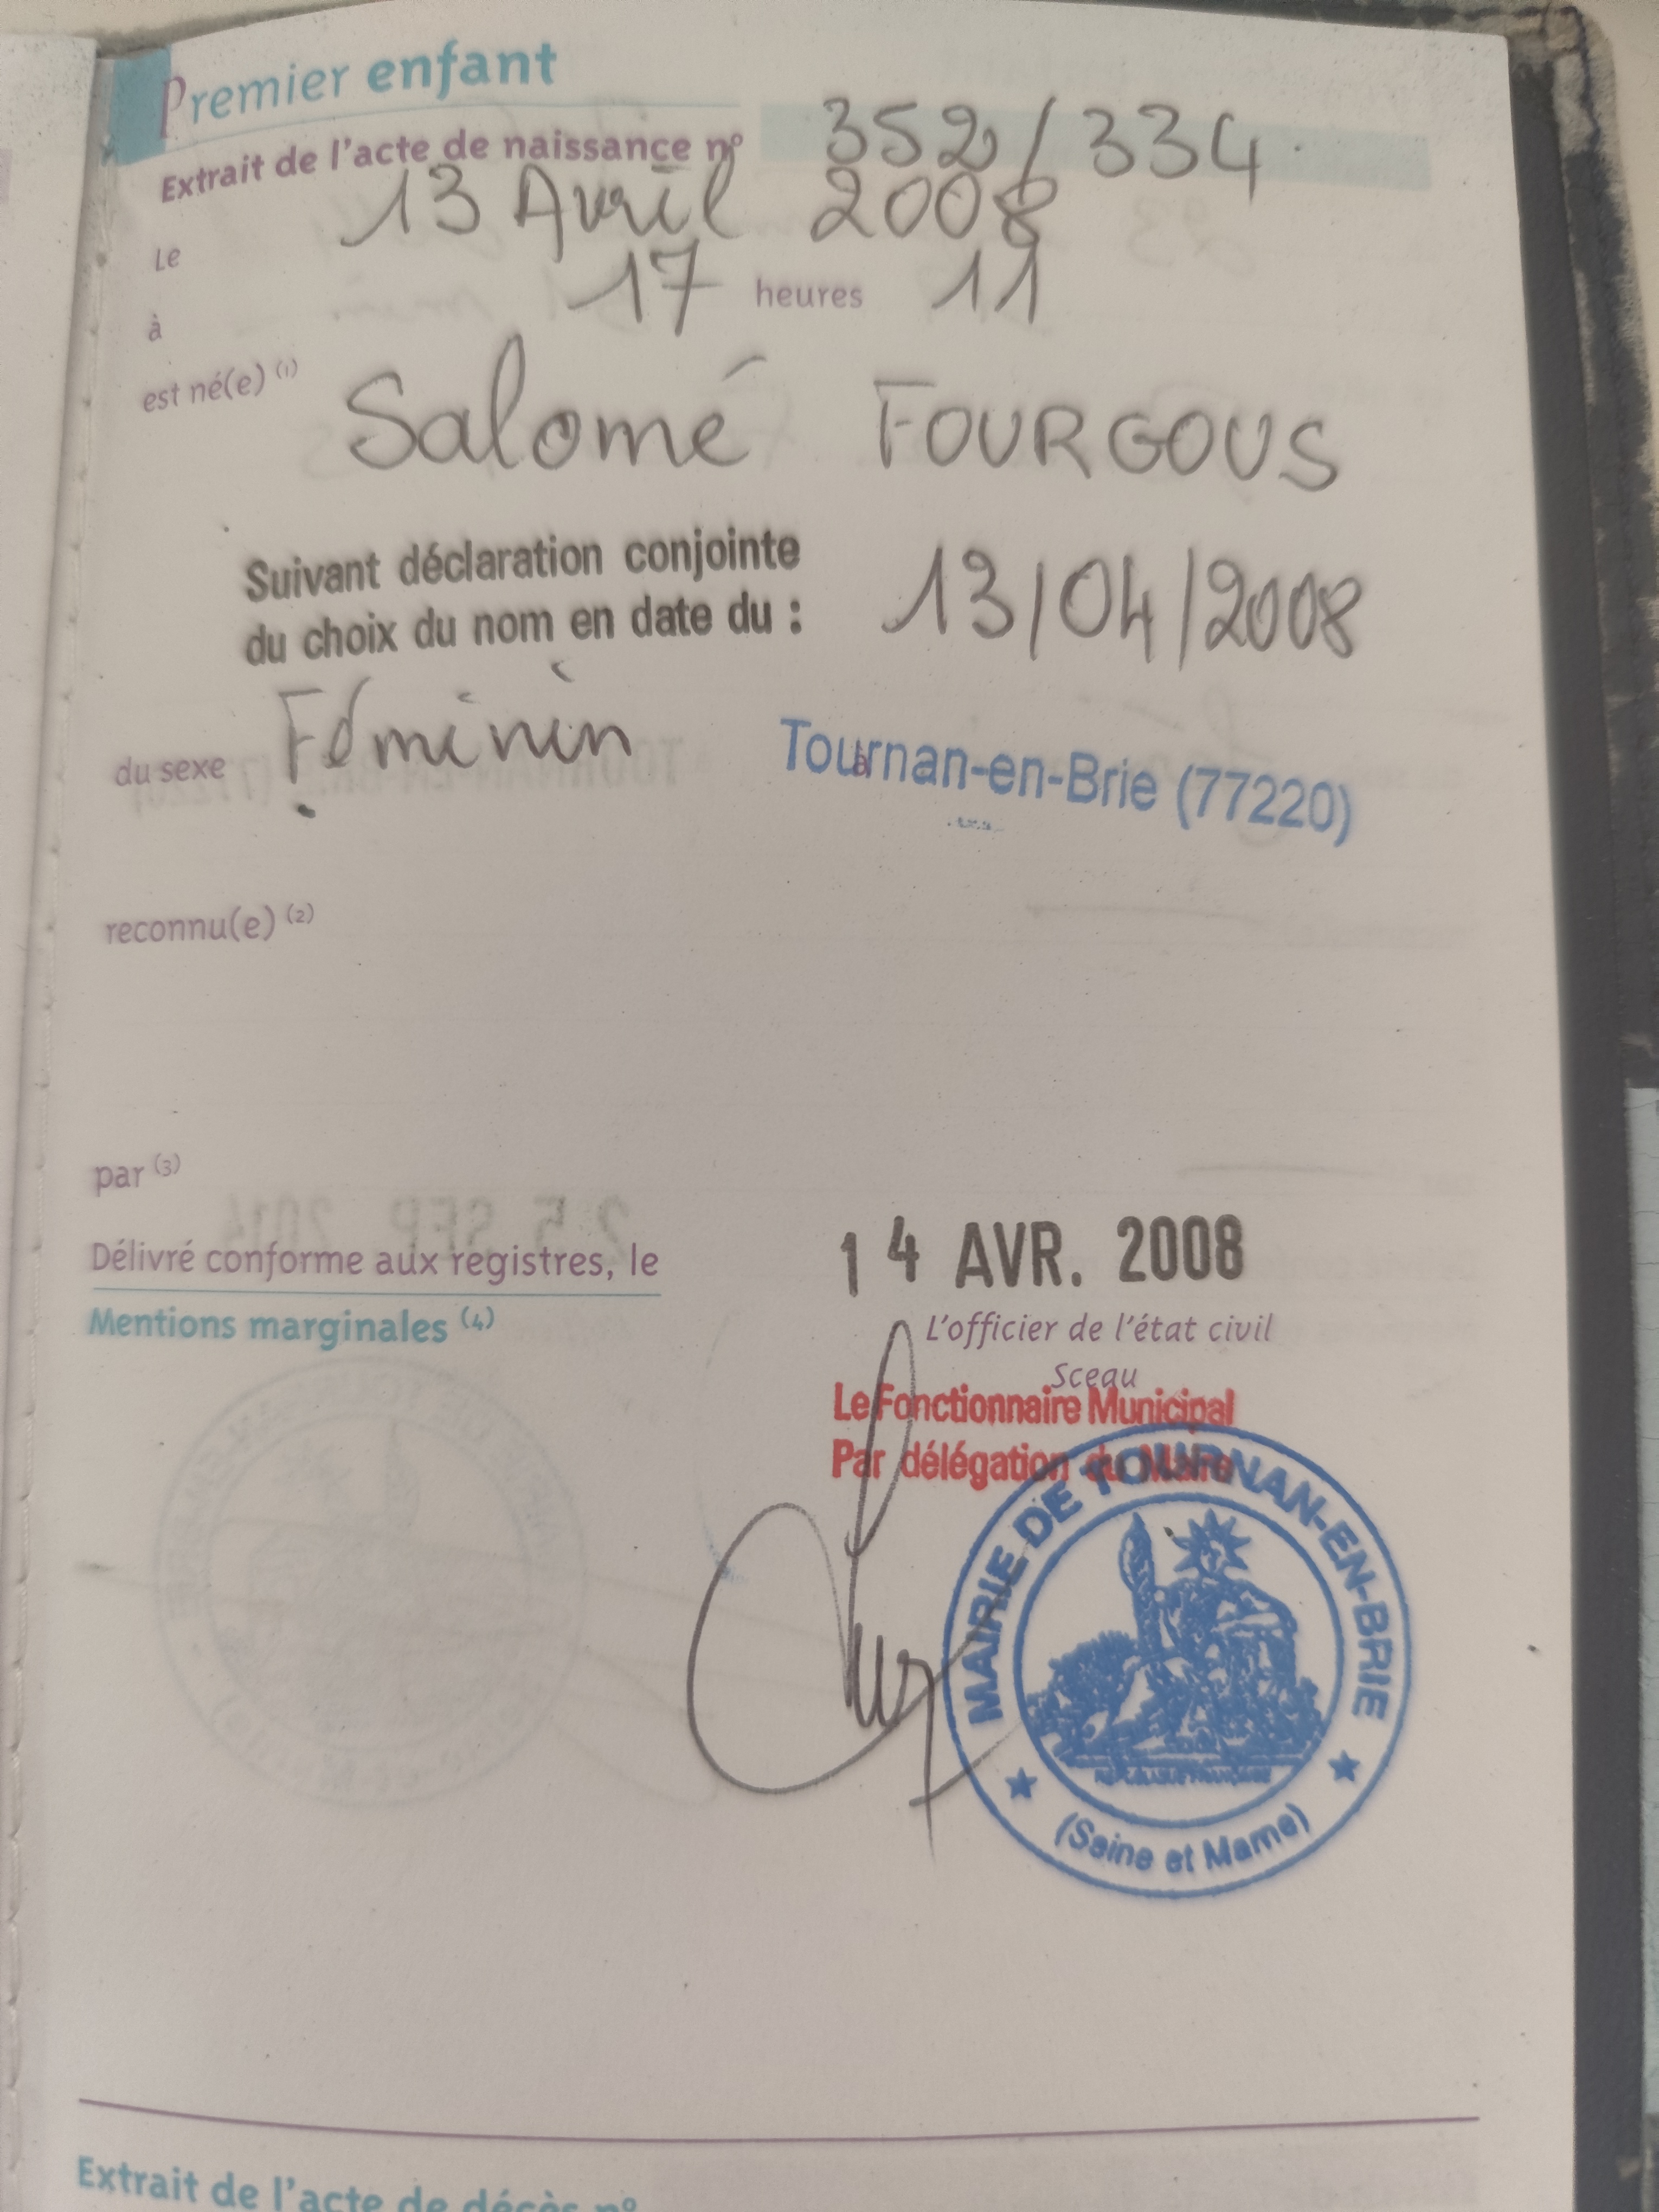 Premier enfant
Extrait de l'acte de naissance nº 352/334
Le 13 Avril 2008
à 17 heures 11
est né(e) (1) Salomé FOURGOUS
Suivant déclaration conjointe
du choix du nom en date du : 13/04/2008
du sexe Féminin à Tournan-en-Brie (77220)
reconnu(e) (2)
par (3)
Délivré conforme aux registres, le 14 AVR. 2008
Mentions marginales (4)
L'officier de l'état civil
Sceau
Le Fonctionnaire Municipal
Par délégation du Maire
MAIRIE DE TOURNAN-EN-BRIE
RÉPUBLIQUE FRANÇAISE
(Seine et Marne)
Extrait de l'acte de décès nº